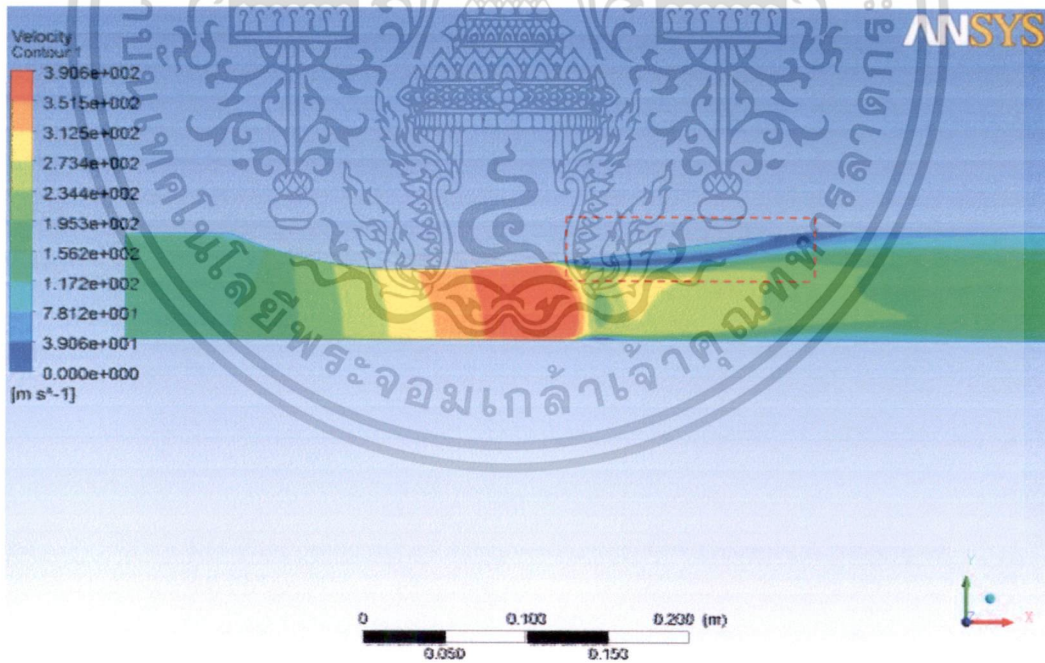 ANSYS
Velocity
Contour 1
3.906e+002
3.515e+002
3.125e+002
2.734e+002
2.344e+002
1.953e+002
1.562e+002
1.172e+002
7.812e+001
3.906e+001
0.000e+000
[m s^-1]
สถาบันเทคโนโลยีพระจอมเกล้าเจ้าคุณทหารลาดกระบัง
Y
Z
X
0 0.100 0.200 (m)
0.050 0.150